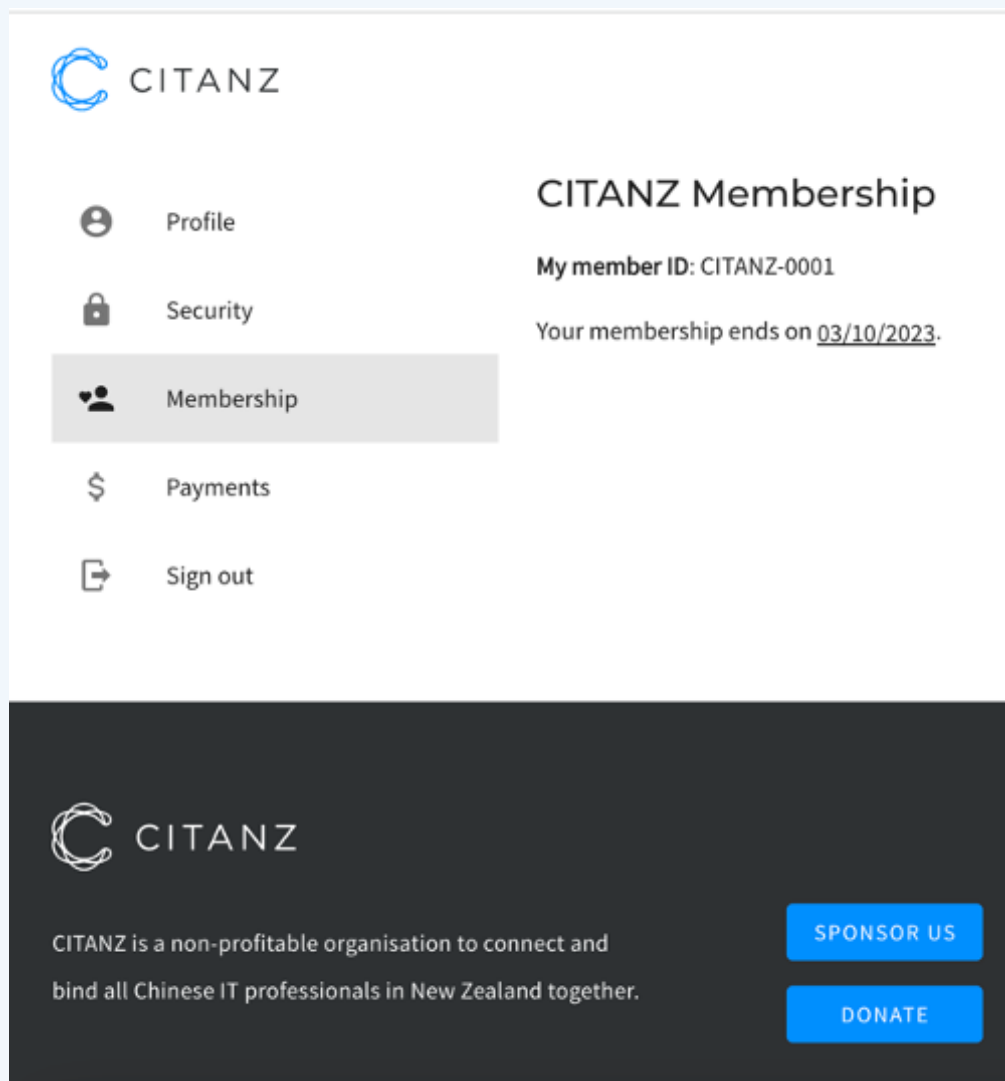 CITANZ
Profile
Security
Membership
Payments
Sign out
CITANZ Membership
My member ID: CITANZ-0001
Your membership ends on 03/10/2023.
CITANZ
CITANZ is a non-profitable organisation to connect and
bind all Chinese IT professionals in New Zealand together.
SPONSOR US
DONATE